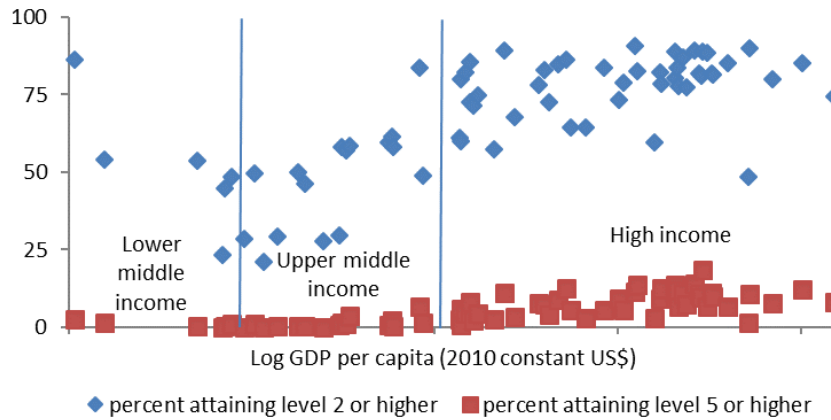 100
75
50
25
0
Lower
middle
income
Upper middle
income
High income
Log GDP per capita (2010 constant US$)
percent attaining level 2 or higher
percent attaining level 5 or higher